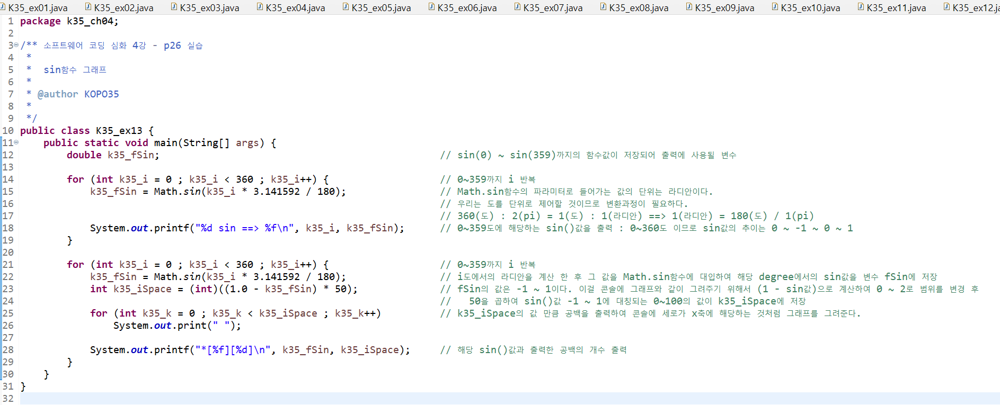 K35_ex01.java K35_ex02.java K35_ex03.java K35_ex04.java K35_ex05.java K35_ex06.java K35_ex07.java K35_ex08.java K35_ex09.java K35_ex10.java K35_ex11.java K35_ex12.ja
1 package k35_ch04;
2
3 /** 소프트웨어 코딩 심화 4강 - p26 실습
4 *
5 * sin함수 그래프
6 *
7 * @author KOPO35
8 *
9 */
10 public class K35_ex13 {
11 public static void main(String[] args) {
12 double k35_fSin; // sin(0) ~ sin(359)까지의 함수값이 저장되어 출력에 사용될 변수
13
14 for (int k35_i = 0 ; k35_i < 360 ; k35_i++) { // 0~359까지 i 반복
15 k35_fSin = Math.sin(k35_i * 3.141592 / 180); // Math.sin함수의 파라미터로 들어가는 값의 단위는 라디안이다.
16 // 우리는 도를 단위로 제어할 것이므로 변환과정이 필요하다.
17 // 360(도) : 2(pi) = 1(도) : 1(라디안) ==> 1(라디안) = 180(도) / 1(pi)
18 System.out.printf("%d sin ==> %f\n", k35_i, k35_fSin); // 0~359도에 해당하는 sin()값을 출력 : 0~360도 이므로 sin값의 추이는 0 ~ -1 ~ 0 ~ 1
19 }
20
21 for (int k35_i = 0 ; k35_i < 360 ; k35_i++) { // 0~359까지 i 반복
22 k35_fSin = Math.sin(k35_i * 3.141592 / 180); // i도에서의 라디안을 계산 한 후 그 값을 Math.sin함수에 대입하여 해당 degree에서의 sin값을 변수 fSin에 저장
23 int k35_iSpace = (int)((1.0 - k35_fSin) * 50); // fSin의 값은 -1 ~ 1이다. 이걸 콘솔에 그래프와 같이 그려주기 위해서 (1 - sin값)으로 계산하여 0 ~ 2로 범위를 변경 후
24 // 50을 곱하여 sin()값 -1 ~ 1에 대칭되는 0~100의 값이 k35_iSpace에 저장
25 for (int k35_k = 0 ; k35_k < k35_iSpace ; k35_k++) // k35_iSpace의 값 만큼 공백을 출력하여 콘솔에 세로가 x축에 해당하는 것처럼 그래프를 그려준다.
26 System.out.print(" ");
27
28 System.out.printf("*[%f][%d]\n", k35_fSin, k35_iSpace); // 해당 sin()값과 출력한 공백의 개수 출력
29 }
30 }
31 }
32